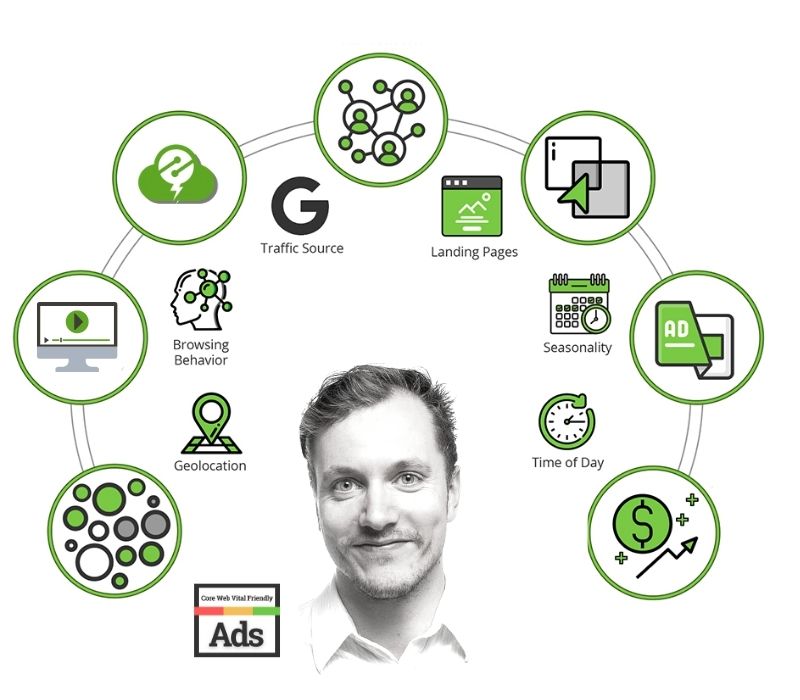 i
G
Traffic Source
Landing Pages
Browsing
Behavior
Seasonality
AD
Geolocation
Time of Day
$
Core Web Vital Friendly
Ads